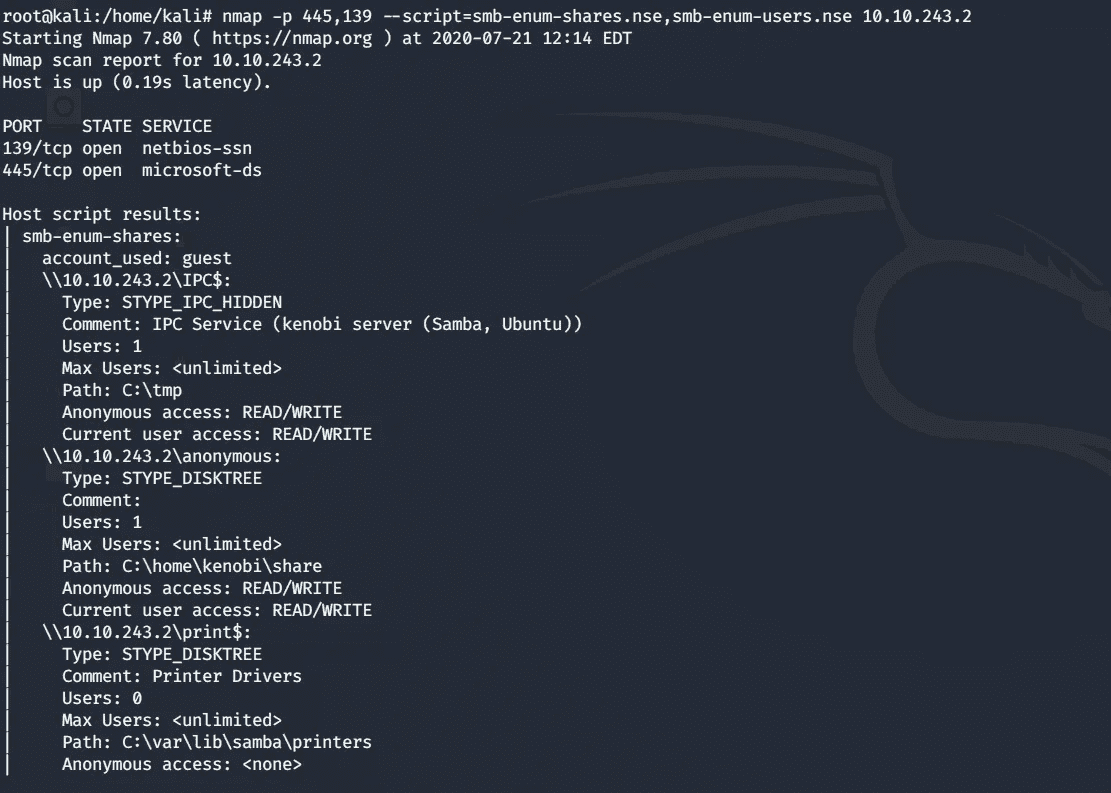 root@kali:/home/kali# nmap -p 445,139 --script=smb-enum-shares.nse,smb-enum-users.nse 10.10.243.2
Starting Nmap 7.80 ( https://nmap.org ) at 2020-07-21 12:14 EDT
Nmap scan report for 10.10.243.2
Host is up (0.19s latency).

PORT    STATE SERVICE
139/tcp open  netbios-ssn
445/tcp open  microsoft-ds

Host script results:
| smb-enum-shares:
|   account_used: guest
|   \\10.10.243.2\IPC$:
|     Type: STYPE_IPC_HIDDEN
|     Comment: IPC Service (kenobi server (Samba, Ubuntu))
|     Users: 1
|     Max Users: <unlimited>
|     Path: C:\tmp
|     Anonymous access: READ/WRITE
|     Current user access: READ/WRITE
|   \\10.10.243.2\anonymous:
|     Type: STYPE_DISKTREE
|     Comment:
|     Users: 1
|     Max Users: <unlimited>
|     Path: C:\home\kenobi\share
|     Anonymous access: READ/WRITE
|     Current user access: READ/WRITE
|   \\10.10.243.2\print$:
|     Type: STYPE_DISKTREE
|     Comment: Printer Drivers
|     Users: 0
|     Max Users: <unlimited>
|     Path: C:\var\lib\samba\printers
|     Anonymous access: <none>